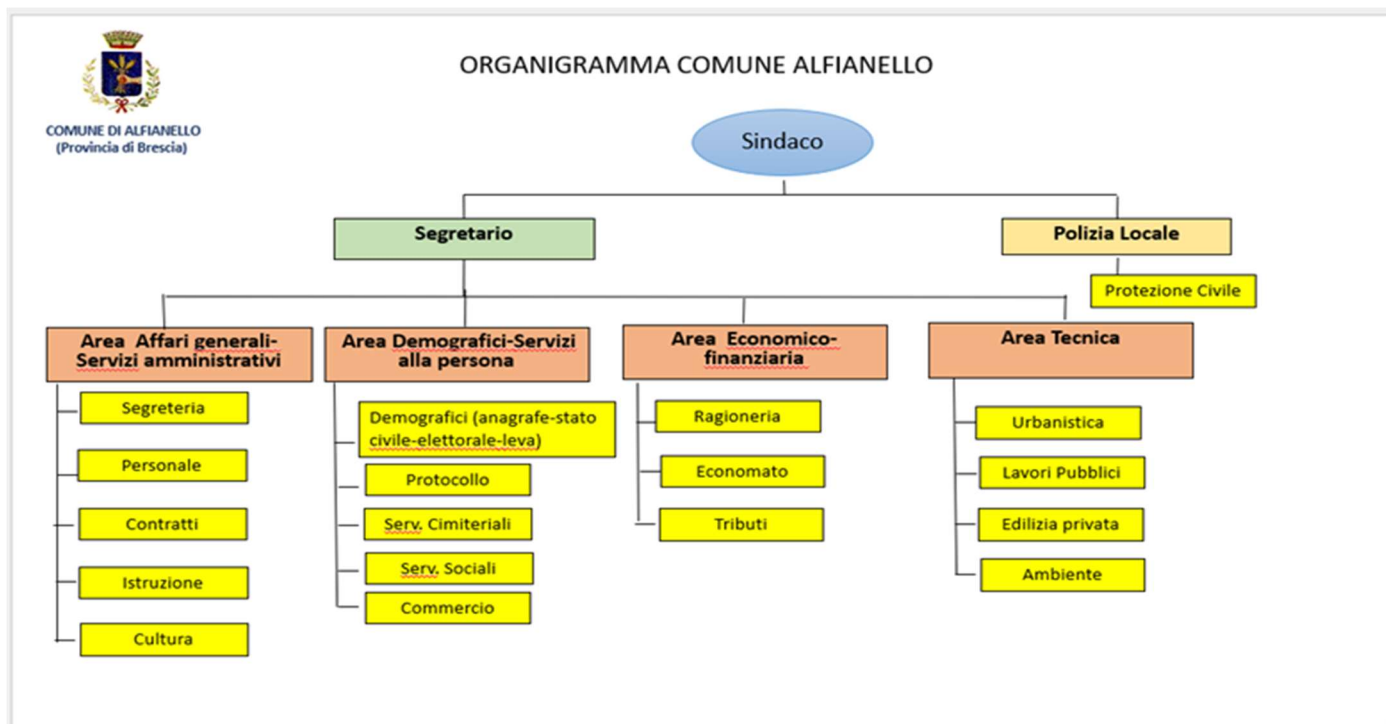 ORGANIGRAMMA COMUNE ALFIANELLO
COMUNE DI ALFIANELLO
(Provincia di Brescia)
Sindaco
Segretario
Polizia Locale
Protezione Civile
Area Affari generali-
Servizi amministrativi
Segreteria
Personale
Contratti
Istruzione
Cultura
Area Demografici-Servizi
alla persona
Demografici (anagrafe-stato
civile-elettorale-leva)
Protocollo
Serv. Cimiteriali
Serv. Sociali
Commercio
Area Economico-
finanziaria
Ragioneria
Economato
Tributi
Area Tecnica
Urbanistica
Lavori Pubblici
Edilizia privata
Ambiente